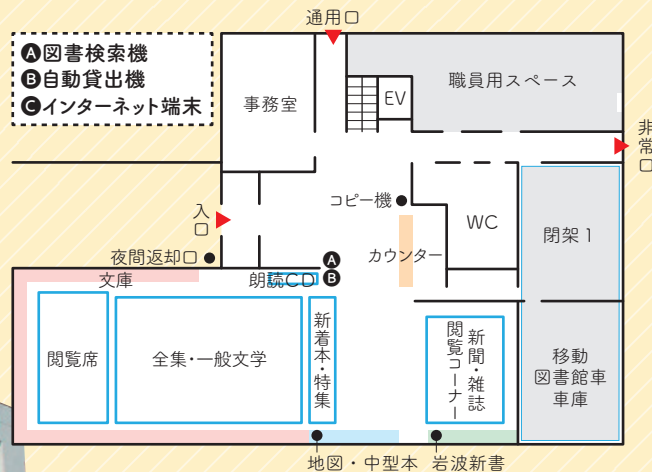 通用口
Ⓐ図書検索機
Ⓑ自動貸出機
Ⓒインターネット端末
事務室
EV
職員用スペース
非常口
コピー機
入口
WC
閉架1
カウンター
夜間返却口
Ⓐ
Ⓑ
文庫
朗読CD
閲覧席
全集・一般文学
新着本・特集
新聞・雑誌
閲覧コーナー
移動
図書館車
車庫
地図・中型本
岩波新書